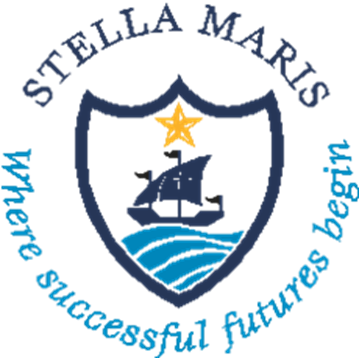 STELLA MARIS
Where successful futures begin